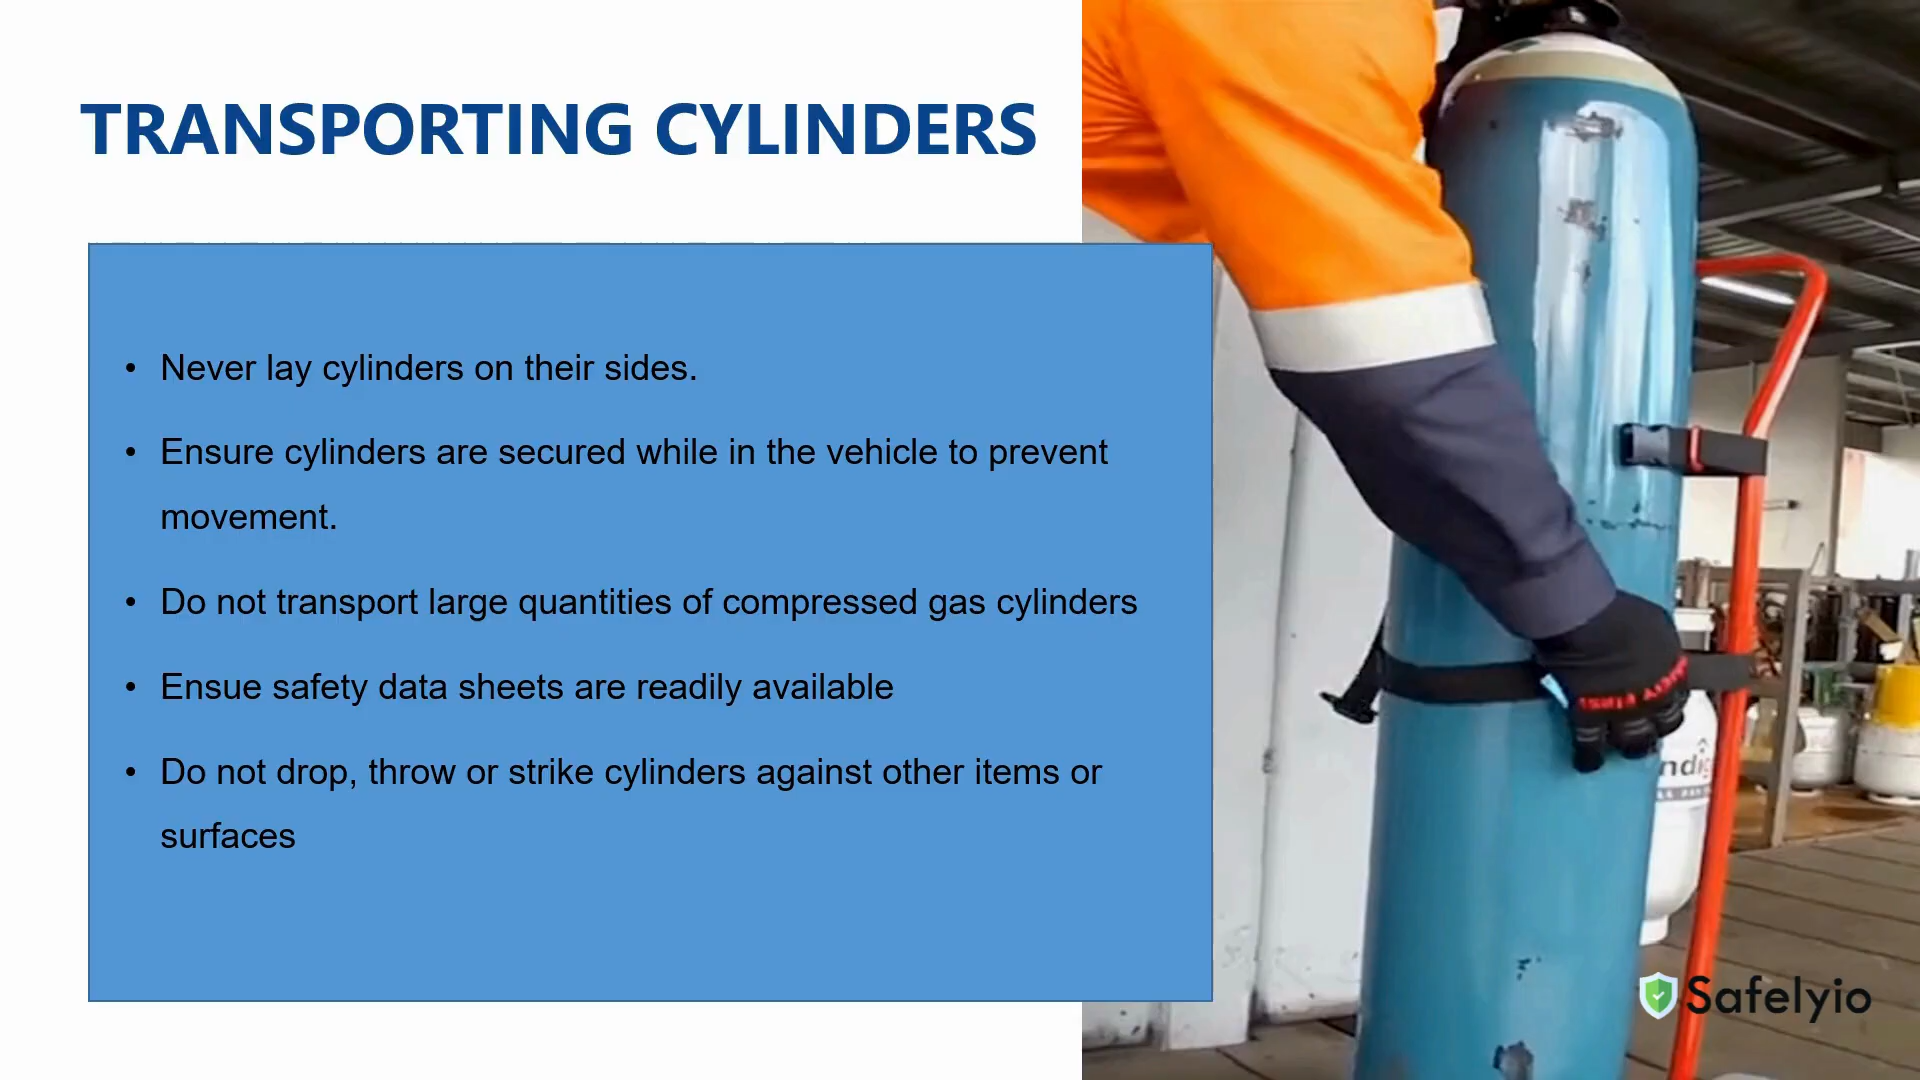 TRANSPORTING CYLINDERS
• Never lay cylinders on their sides.
• Ensure cylinders are secured while in the vehicle to prevent
movement.
• Do not transport large quantities of compressed gas cylinders
• Ensue safety data sheets are readily available
• Do not drop, throw or strike cylinders against other items or
surfaces
Safelyio